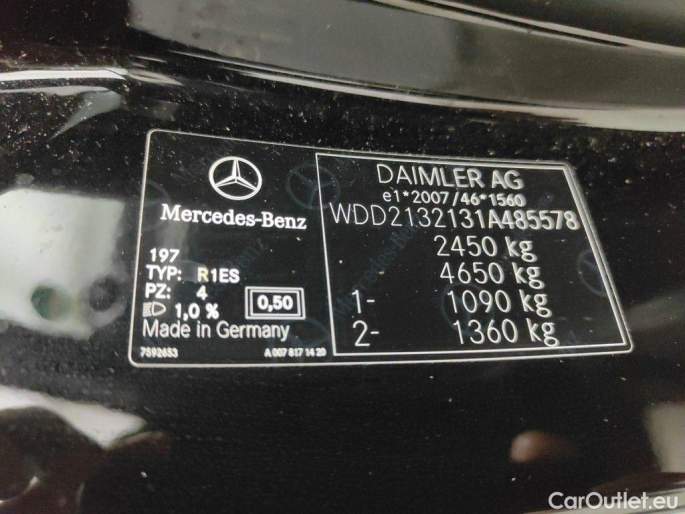 Mercedes-Benz
197
TYP: R1ES
PZ: 4
1,0 %
0,50
Made in Germany
7592653
A 007 817 14 20
DAIMLER AG
e1*2007/46*1560
WDD2132131A485578
2450 kg
4650 kg
1- 1090 kg
2- 1360 kg
CarOutlet.eu